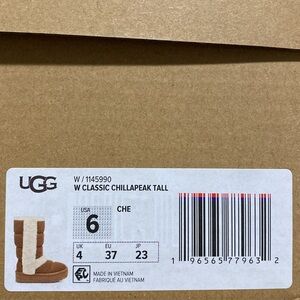 W / 1145990
W CLASSIC CHILLAPEAK TALL
UGG
USA
6
CHE
UK
4
EU
37
JP
23
MADE IN VIETNAM
FABRIQUÉ AU VIETNAM
1 96565 77963 2